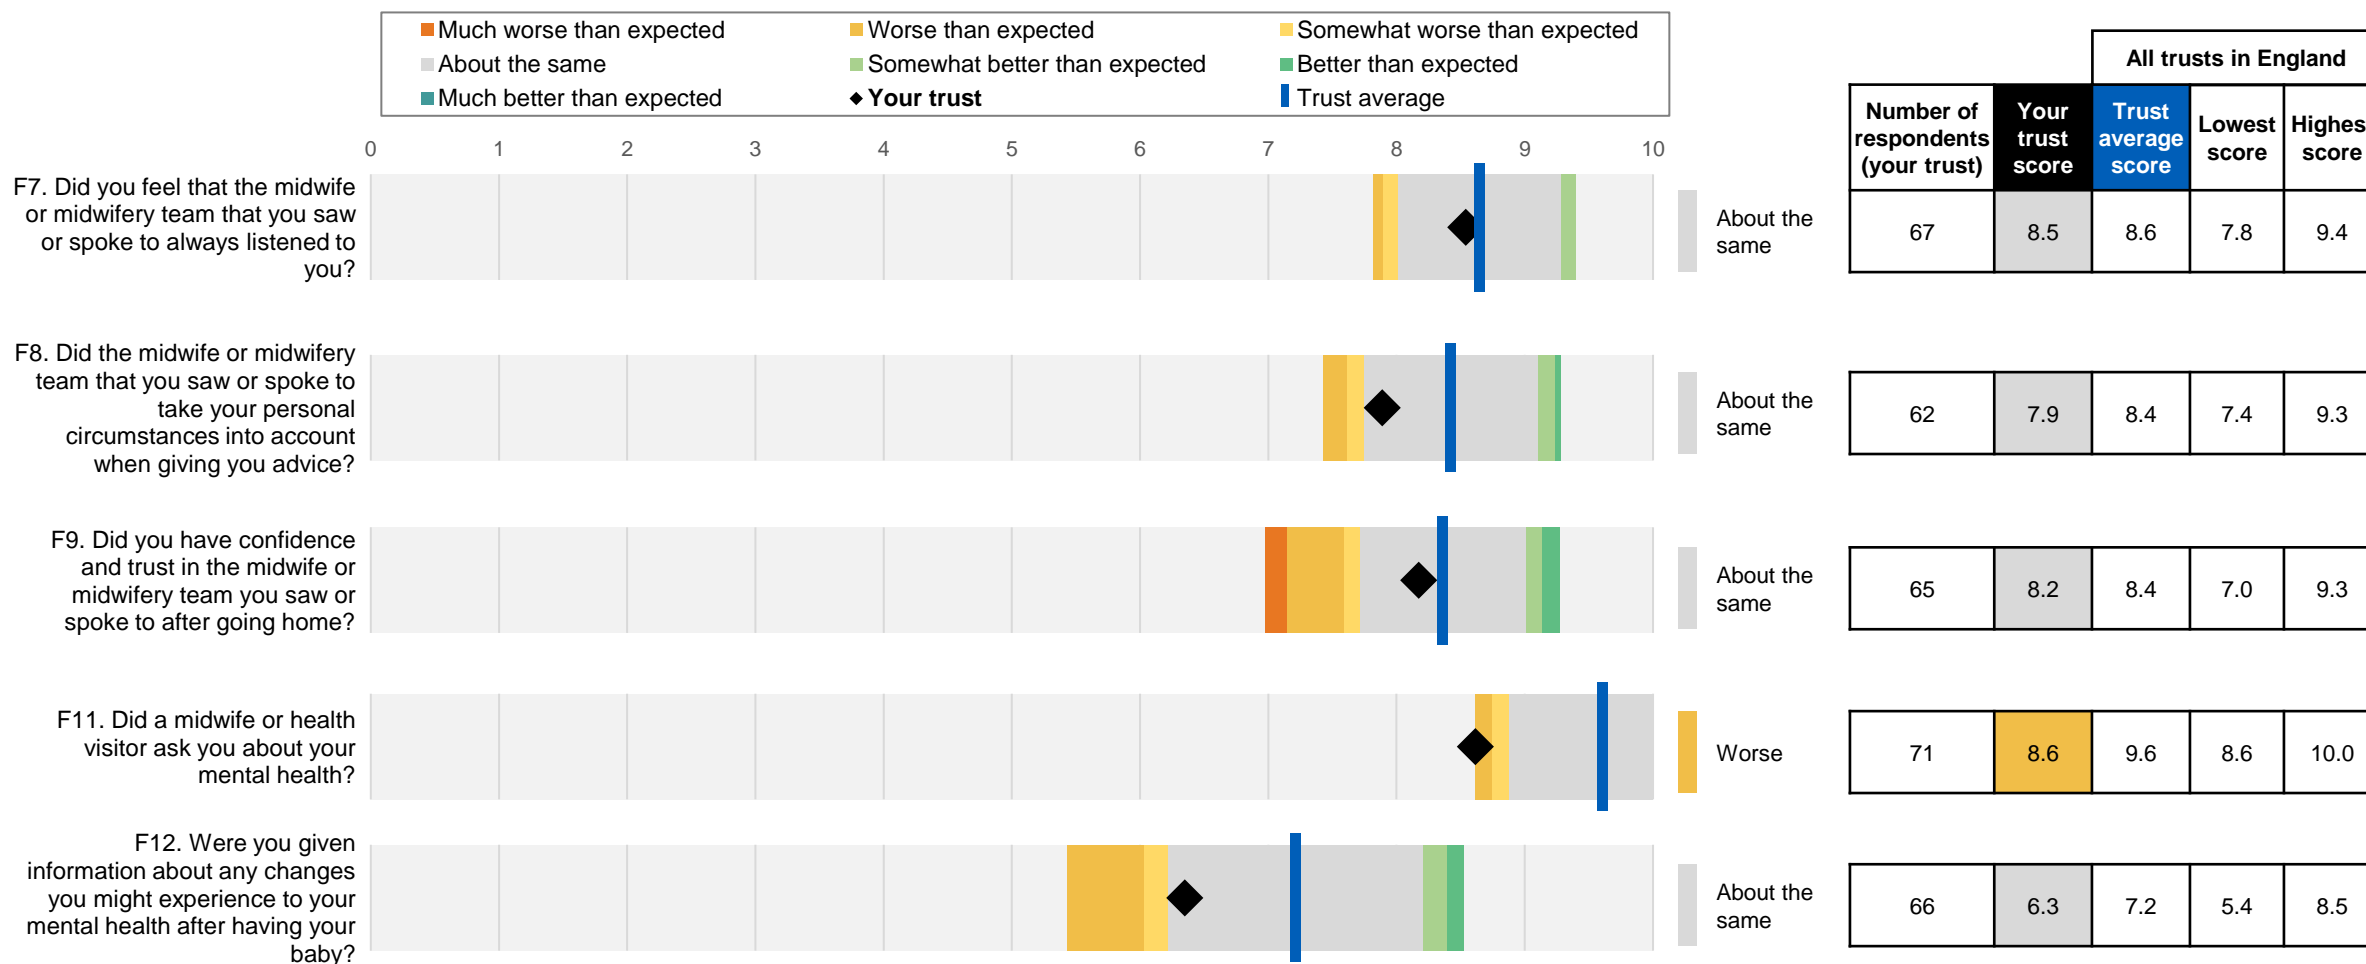 Much worse than expected
Worse than expected
Somewhat worse than expected
About the same
Somewhat better than expected
Better than expected
Much better than expected
Your trust
Trust average
All trusts in England
Number of
respondents
(your trust)
Your
trust
score
Trust
average
score
Lowest
score
Highes
score
0 1 2 3 4 5 6 7 8 9 10
F7. Did you feel that the midwife
or midwifery team that you saw
or spoke to always listened to
you?
About the
same
67 8.5 8.6 7.8 9.4
F8. Did the midwife or midwifery
team that you saw or spoke to
take your personal
circumstances into account
when giving you advice?
About the
same
62 7.9 8.4 7.4 9.3
F9. Did you have confidence
and trust in the midwife or
midwifery team you saw or
spoke to after going home?
About the
same
65 8.2 8.4 7.0 9.3
F11. Did a midwife or health
visitor ask you about your
mental health?
Worse
71 8.6 9.6 8.6 10.0
F12. Were you given
information about any changes
you might experience to your
mental health after having your
baby?
About the
same
66 6.3 7.2 5.4 8.5